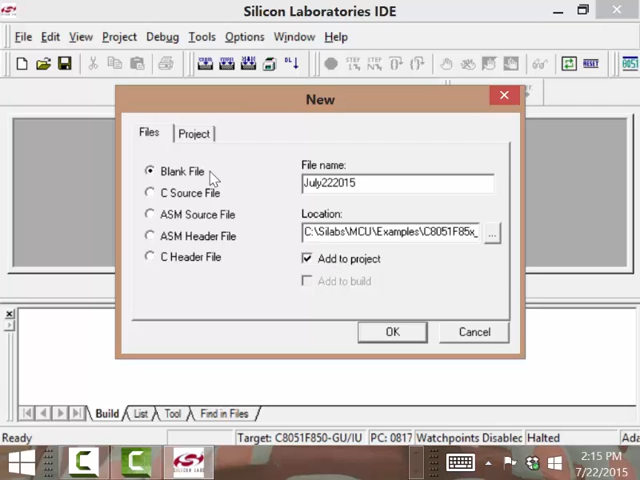 Silicon Laboratories IDE
File Edit View Project Debug Tools Options Window Help
New
Files Project
Blank File
C Source File
ASM Source File
ASM Header File
C Header File
File name:
July222015
Location:
C:\Silabs\MCU\Examples\C8051F85x_
...
Add to project
Add to build
OK Cancel
Build List Tool Find in Files
Ready Target: C8051F850-GU/IU PC: 0817 Watchpoints Disabled Halted Ada
2:15 PM
7/22/2015